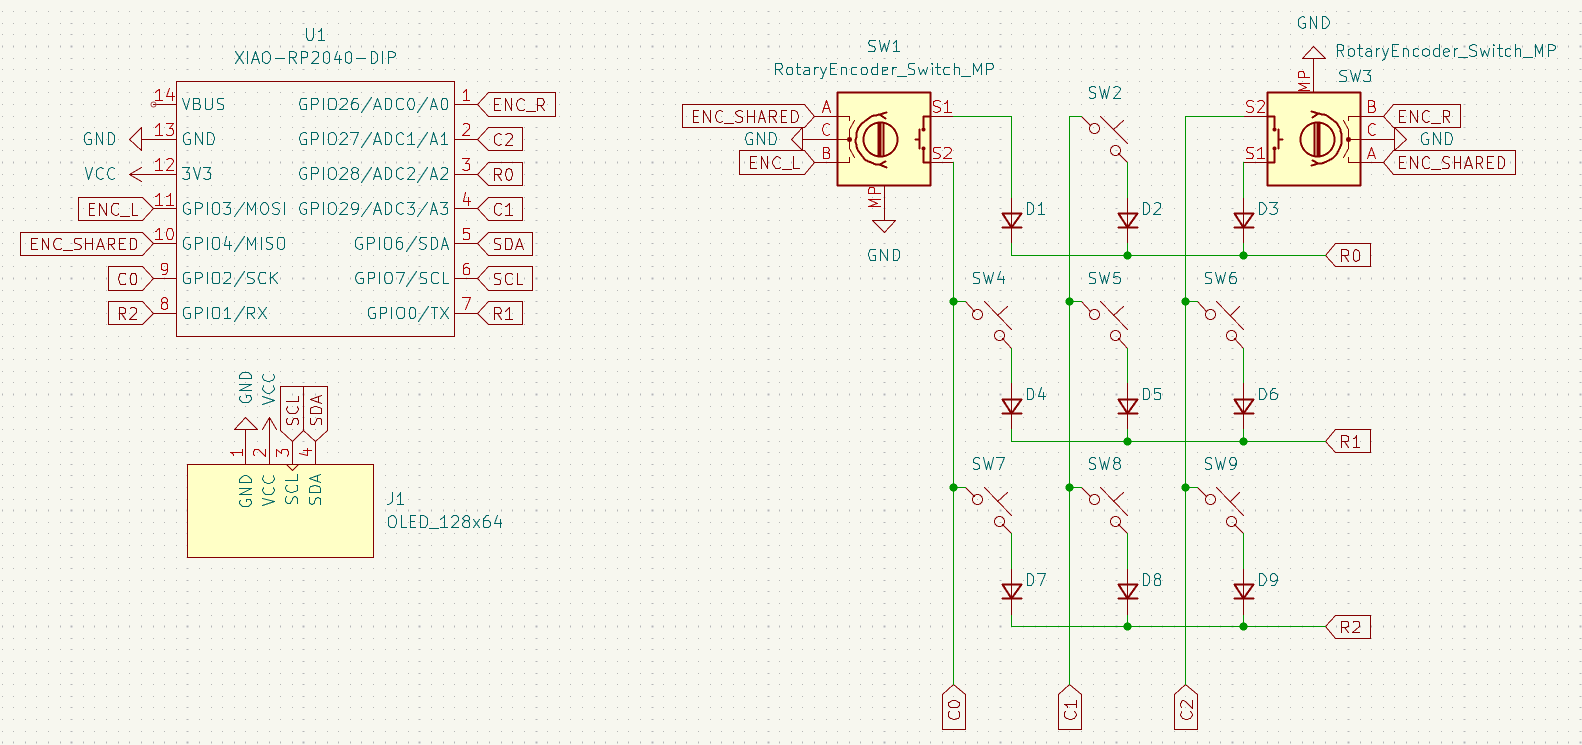 U1
XIAO-RP2040-DIP
14 VBUS GPIO26/ADC0/A0 1 ENC_R
GND 13 GND GPIO27/ADC1/A1 2 C2
VCC 12 3V3 GPIO28/ADC2/A2 3 R0
ENC_L 11 GPIO3/MOSI GPIO29/ADC3/A3 4 C1
ENC_SHARED 10 GPIO4/MISO GPIO6/SDA 5 SDA
C0 9 GPIO2/SCK GPIO7/SCL 6 SCL
R2 8 GPIO1/RX GPIO0/TX 7 R1
GND VCC SCL SDA
1 2 3 4
GND VCC SCL SDA
J1
OLED_128x64
SW1
RotaryEncoder_Switch_MP
ENC_SHARED A S1
GND C
ENC_L B S2
MP
GND
SW2
GND
RotaryEncoder_Switch_MP
SW3
MP
S2 B ENC_R
C GND
S1 A ENC_SHARED
D1 D2 D3
R0
SW4 SW5 SW6
D4 D5 D6
R1
SW7 SW8 SW9
D7 D8 D9
R2
C0 C1 C2